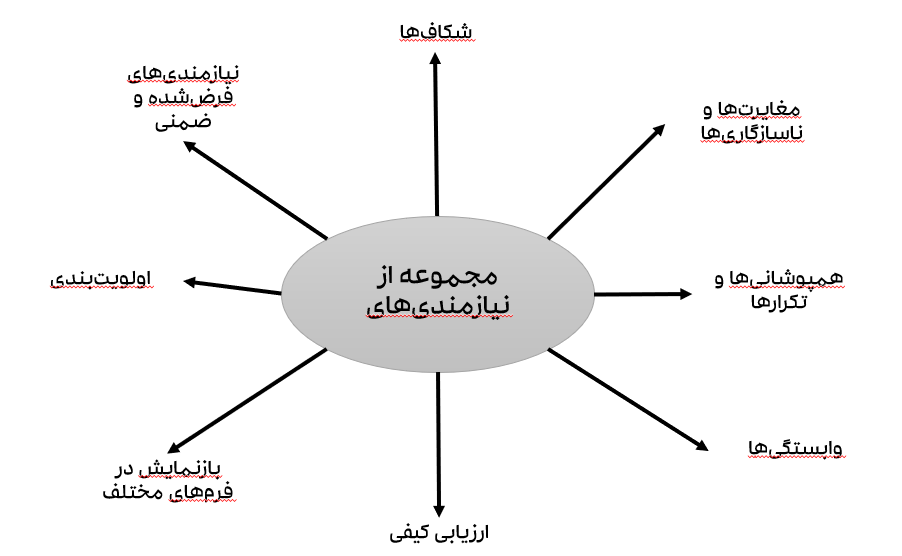 شکاف‌ها
نیازمندی‌های
فرض‌شده و
ضمنی
مغایرت‌ها و
ناسازگاری‌ها
مجموعه از
نیازمندی‌های
اولویت‌بندی
همپوشانی‌ها و
تکرارها
وابستگی‌ها
بازنمایش در
فرم‌های مختلف
ارزیابی کیفی